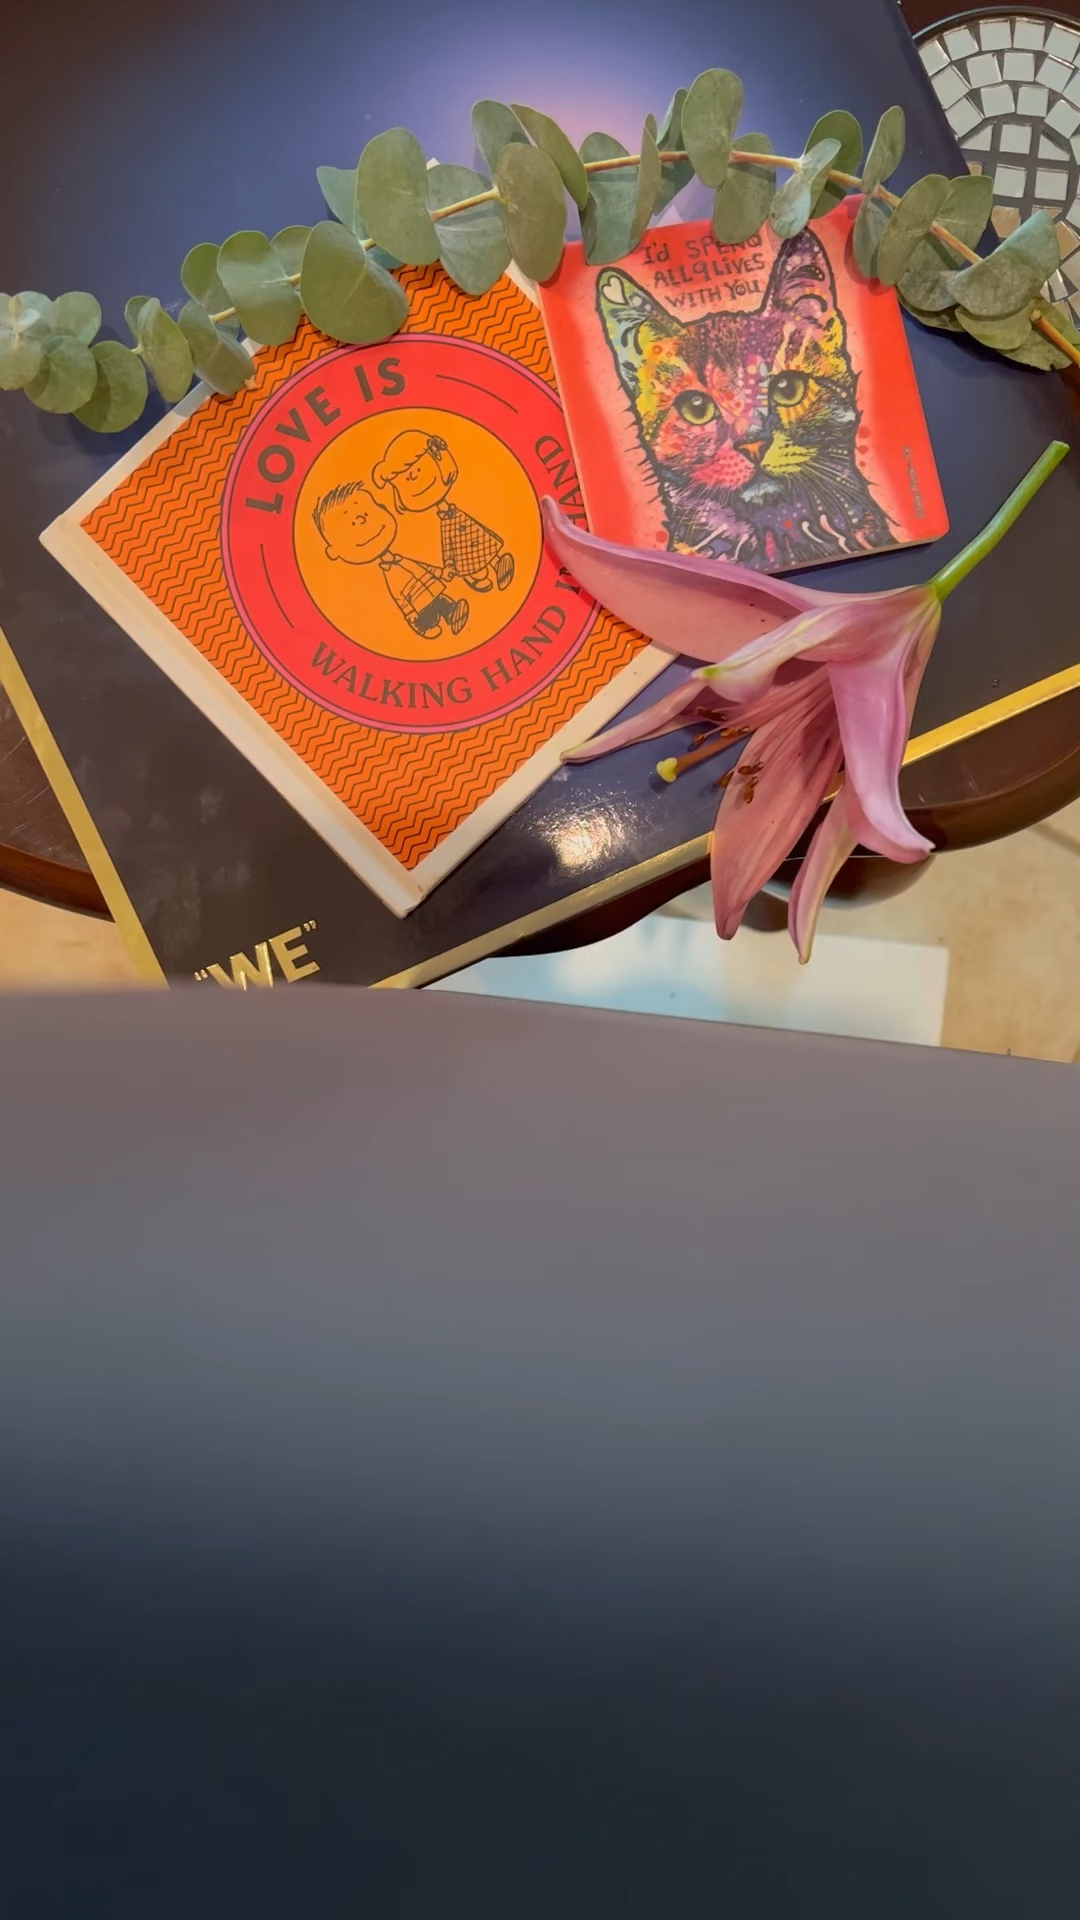 I'd SPEND
ALL 9 LIVES
WITH YOU
LOVE IS
WALKING HAND IN HAND
"WE"